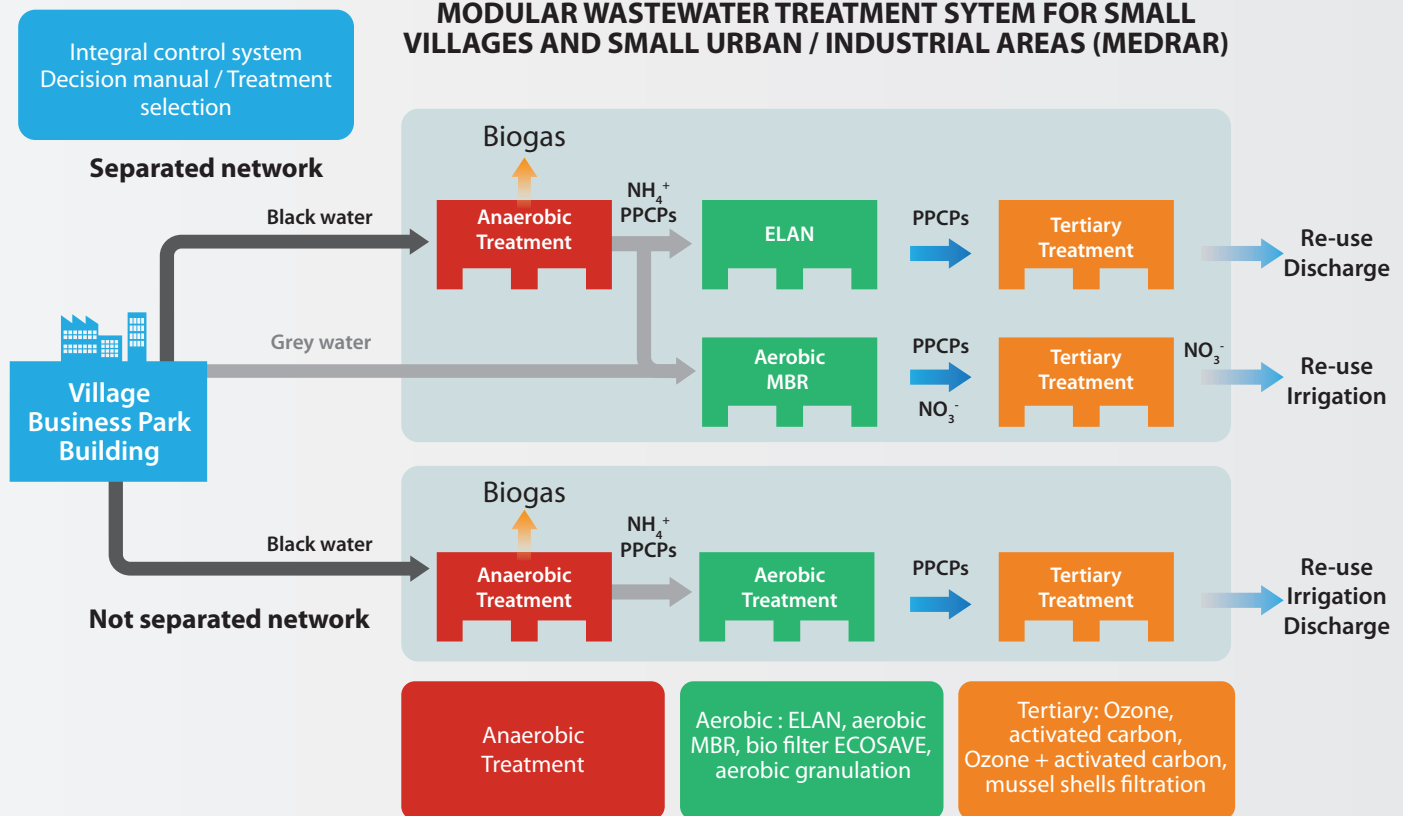 MODULAR WASTEWATER TREATMENT SYTEM FOR SMALL
VILLAGES AND SMALL URBAN / INDUSTRIAL AREAS (MEDRAR)
Integral control system
Decision manual / Treatment
selection
Separated network
Black water
Biogas
Anaerobic
Treatment
NH₄⁺
PPCPs
ELAN
PPCPs
Tertiary
Treatment
Re-use
Discharge
Grey water
Aerobic
MBR
PPCPs
NO₃⁻
Tertiary
Treatment
NO₃⁻
Re-use
Irrigation
Village
Business Park
Building
Black water
Not separated network
Biogas
Anaerobic
Treatment
NH₄⁺
PPCPs
Aerobic
Treatment
PPCPs
Tertiary
Treatment
Re-use
Irrigation
Discharge
Anaerobic
Treatment
Aerobic : ELAN, aerobic
MBR, bio filter ECOSAVE,
aerobic granulation
Tertiary: Ozone,
activated carbon,
Ozone + activated carbon,
mussel shells filtration